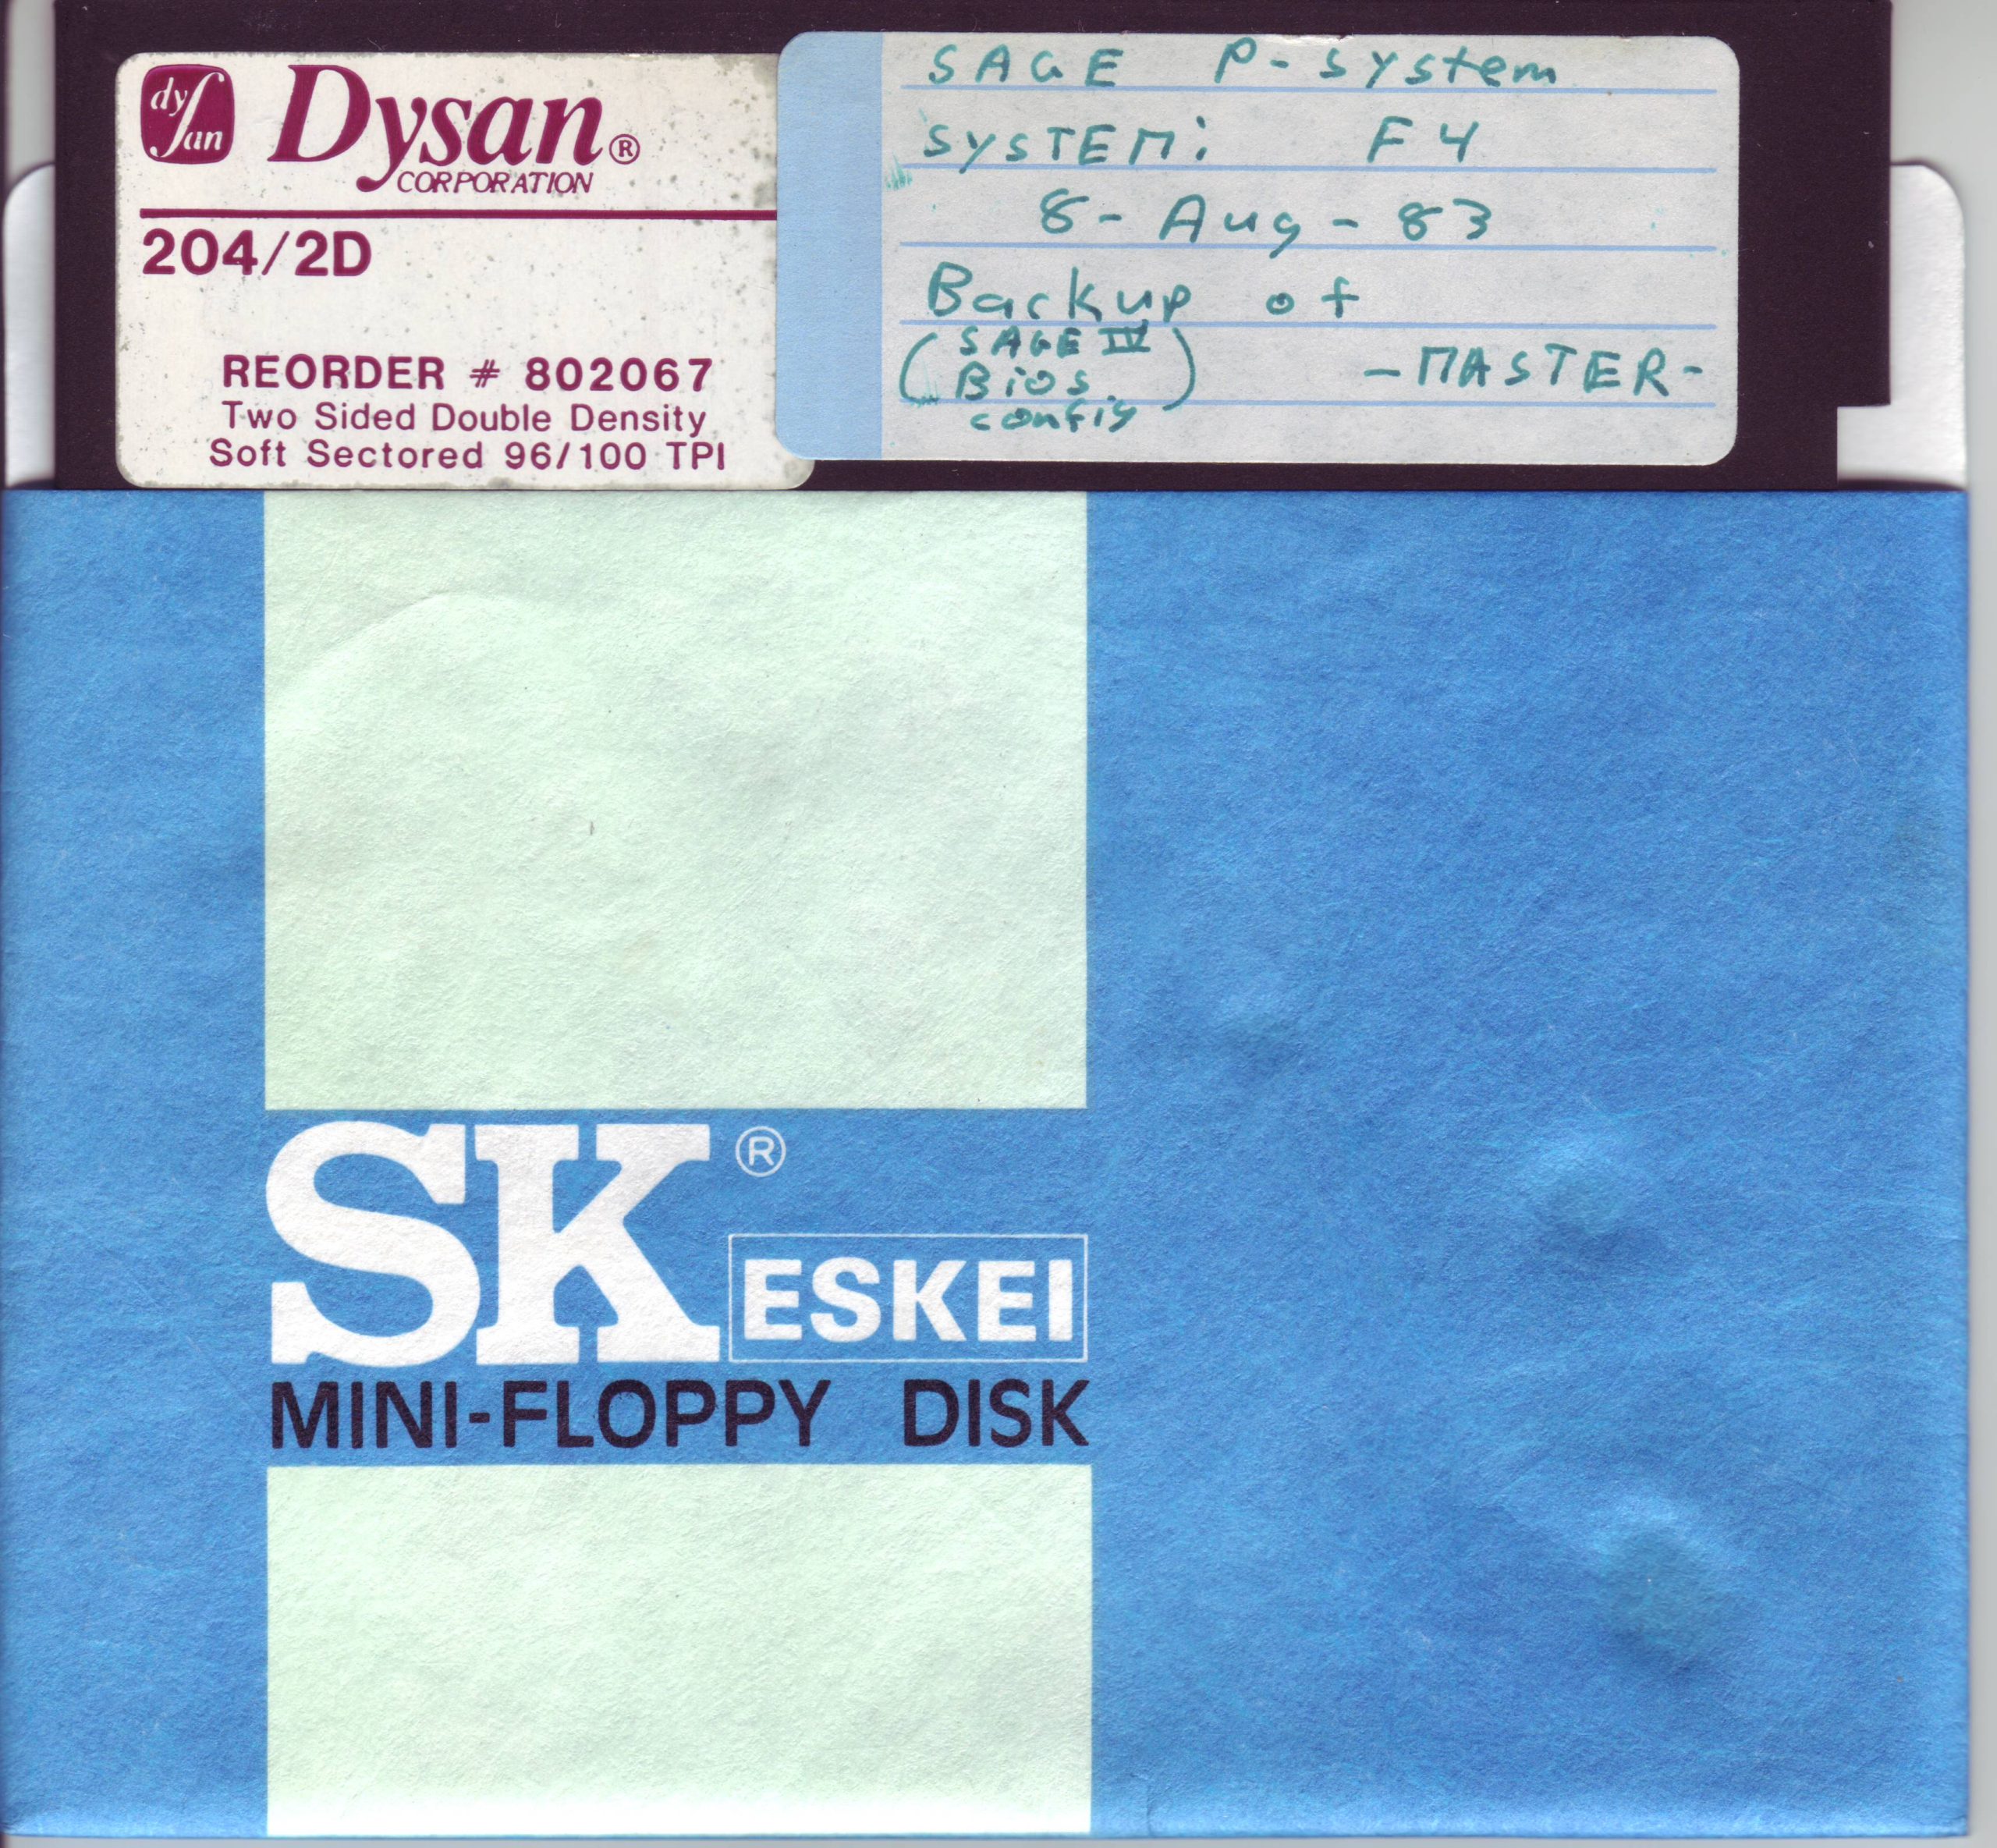 dy
san
Dysan®
CORPORATION
204/2D
REORDER # 802067
Two Sided Double Density
Soft Sectored 96/100 TPI
SAGE P-System
SYSTEM: F4
8-Aug-83
Backup of
(SAGE IV
Bios
config)
-MASTER-
SK®
ESKEI
MINI-FLOPPY DISK